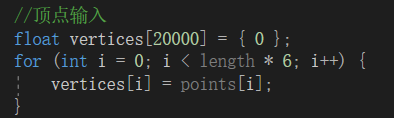 //顶点输入
float vertices[20000] = { 0 };
for (int i = 0; i < length * 6; i++) {
    vertices[i] = points[i];
}